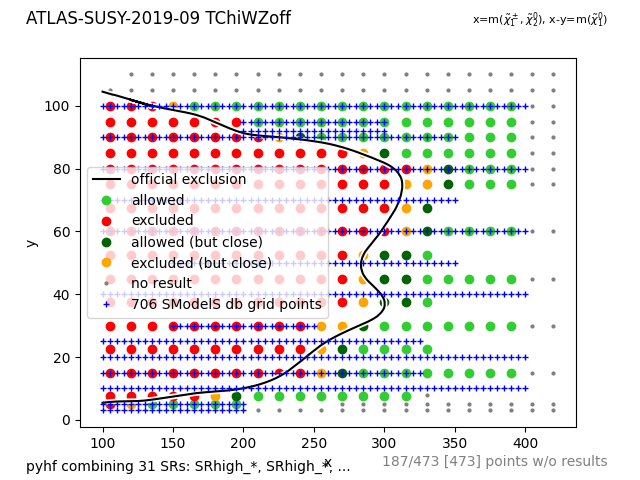 ATLAS-SUSY-2019-09 TChiWZoff
x=m(χ̃₁±, χ̃₂⁰), x-y=m(χ̃₁⁰)
100
80
60
40
20
0
y
official exclusion
allowed
excluded
allowed (but close)
excluded (but close)
no result
706 SModelS db grid points
100 150 200 250 300 350 400
x
pyhf combining 31 SRs: SRhigh_*, SRhigh_*, ...
187/473 [473] points w/o results